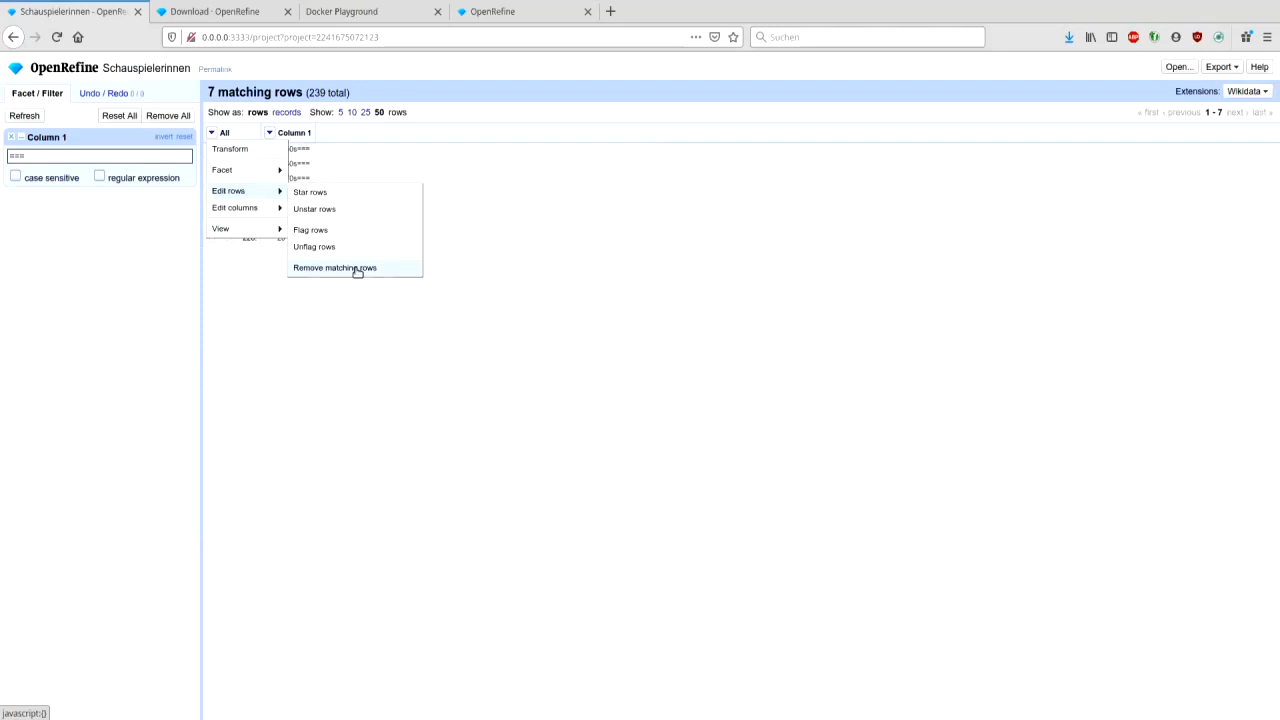 Schauspielerinnen - OpenRe
Download · OpenRefine
Docker Playground
OpenRefine
0.0.0.0:3333/project?project=2241675072123
Suchen
OpenRefine Schauspielerinnen Permalink
Open...
Export
Help
Facet / Filter
Undo / Redo 0 / 0
7 matching rows (239 total)
Extensions:
Wikidata
Refresh
Reset All
Remove All
Show as: rows records Show: 5 10 25 50 rows
« first ‹ previous 1 - 7 next › last »
Column 1
invert reset
===
case sensitive
regular expression
All
Column 1
Transform
Facet
Edit rows
Edit columns
View
0s===
0s===
0s===
Star rows
Unstar rows
Flag rows
Unflag rows
Remove matching rows
javascript:{}